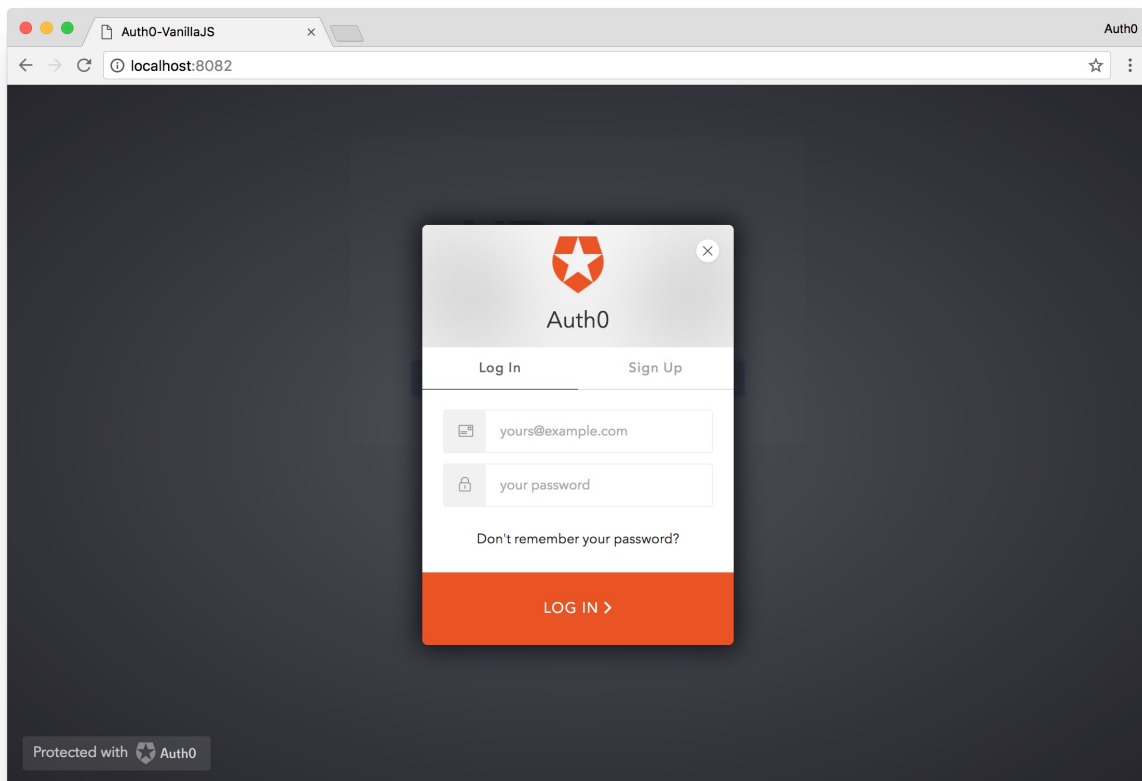 Auth0-VanillaJS
Auth0
localhost:8082
Auth0
Log In Sign Up
yours@example.com
your password
Don't remember your password?
LOG IN
Protected with Auth0